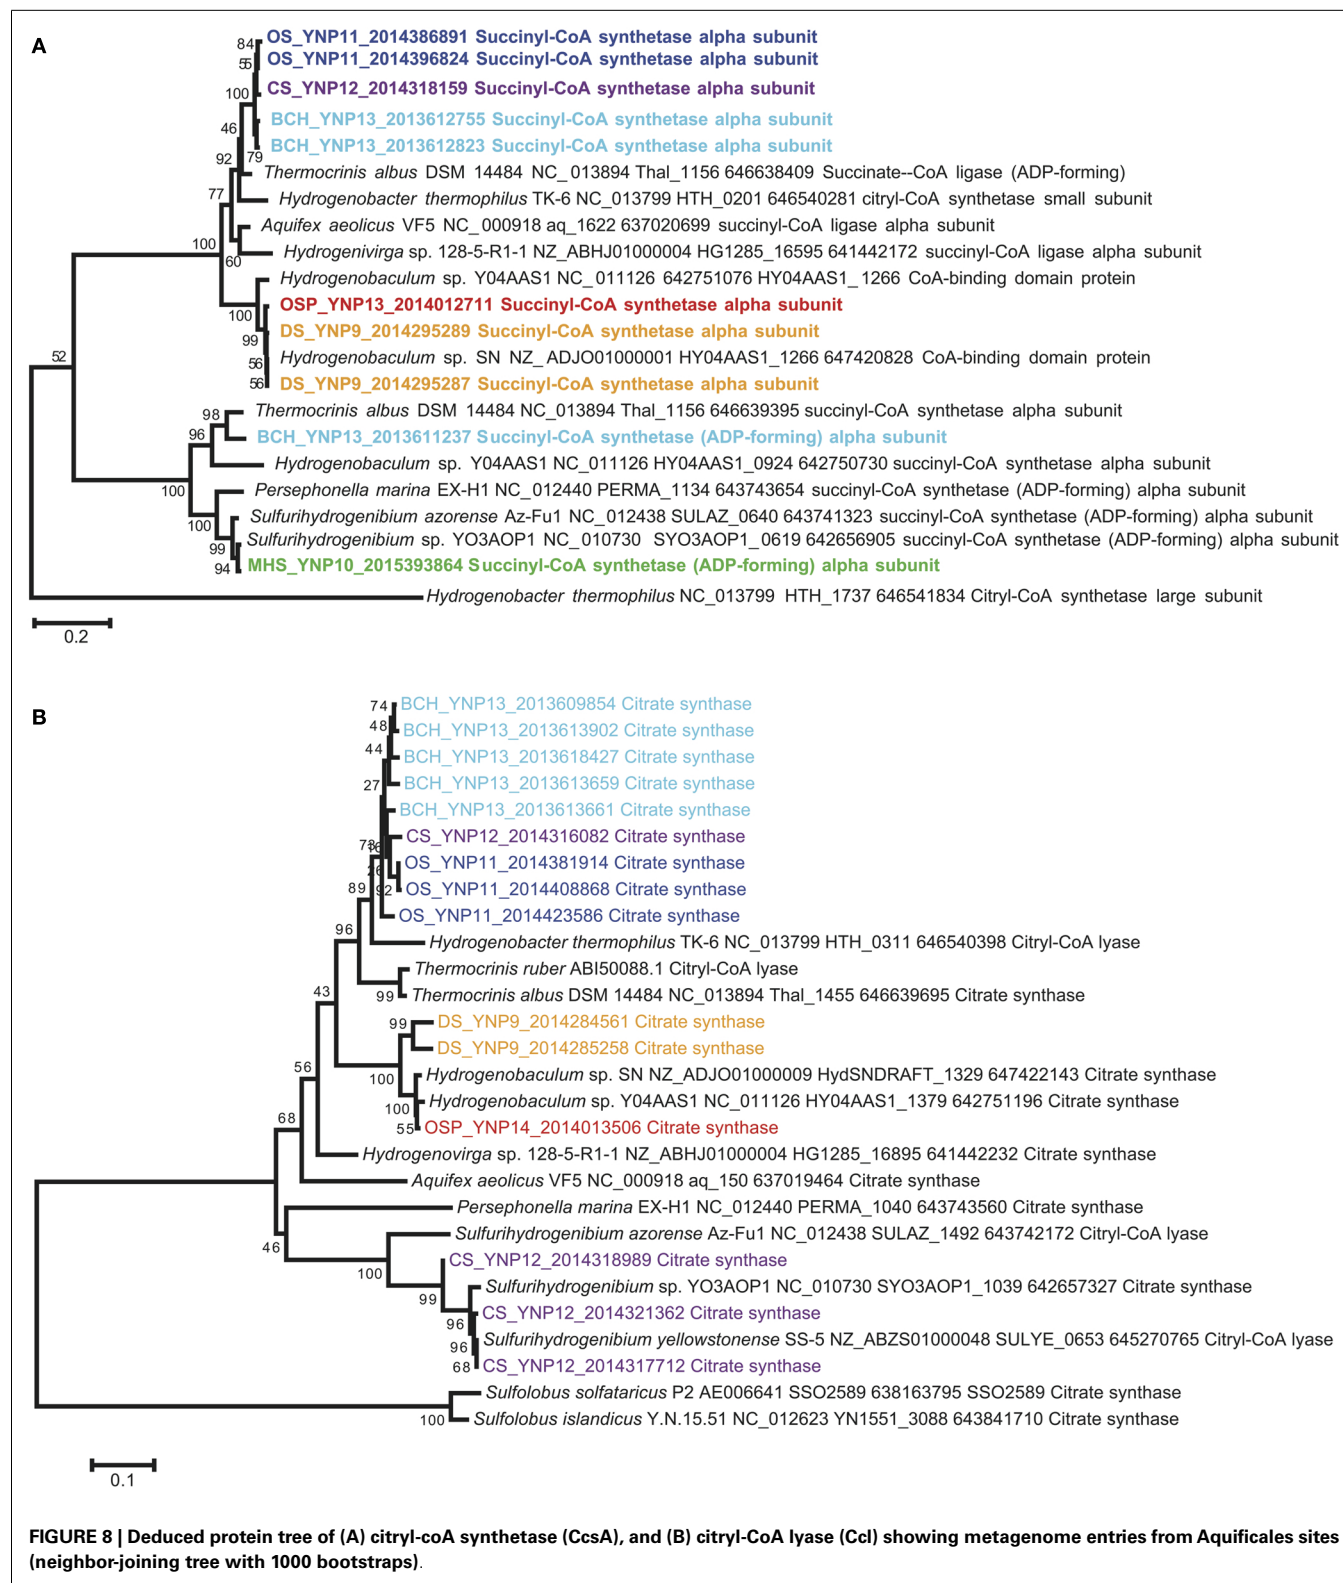 A
84
OS_YNP11_2014386891 Succinyl-CoA synthetase alpha subunit
55
OS_YNP11_2014396824 Succinyl-CoA synthetase alpha subunit
100
CS_YNP12_2014318159 Succinyl-CoA synthetase alpha subunit
BCH_YNP13_2013612755 Succinyl-CoA synthetase alpha subunit
46
BCH_YNP13_2013612823 Succinyl-CoA synthetase alpha subunit
92
79
Thermocrinis albus DSM 14484 NC_013894 Thal_1156 646638409 Succinate--CoA ligase (ADP-forming)
77
Hydrogenobacter thermophilus TK-6 NC_013799 HTH_0201 646540281 citryl-CoA synthetase small subunit
Aquifex aeolicus VF5 NC_000918 aq_1622 637020699 succinyl-CoA ligase alpha subunit
100
Hydrogenivirga sp. 128-5-R1-1 NZ_ABHJ01000004 HG1285_16595 641442172 succinyl-CoA ligase alpha subunit
60
Hydrogenobaculum sp. Y04AAS1 NC_011126 642751076 HY04AAS1_1266 CoA-binding domain protein
OSP_YNP13_2014012711 Succinyl-CoA synthetase alpha subunit
100
DS_YNP9_2014295289 Succinyl-CoA synthetase alpha subunit
99
Hydrogenobaculum sp. SN NZ_ADJO01000001 HY04AAS1_1266 647420828 CoA-binding domain protein
52
56
DS_YNP9_2014295287 Succinyl-CoA synthetase alpha subunit
56
Thermocrinis albus DSM 14484 NC_013894 Thal_1156 646639395 succinyl-CoA synthetase alpha subunit
98
BCH_YNP13_2013611237 Succinyl-CoA synthetase (ADP-forming) alpha subunit
96
Hydrogenobaculum sp. Y04AAS1 NC_011126 HY04AAS1_0924 642750730 succinyl-CoA synthetase alpha subunit
100
Persephonella marina EX-H1 NC_012440 PERMA_1134 643743654 succinyl-CoA synthetase (ADP-forming) alpha subunit
Sulfurihydrogenibium azorense Az-Fu1 NC_012438 SULAZ_0640 643741323 succinyl-CoA synthetase (ADP-forming) alpha subunit
100
Sulfurihydrogenibium sp. YO3AOP1 NC_010730 SYO3AOP1_0619 642656905 succinyl-CoA synthetase (ADP-forming) alpha subunit
99
MHS_YNP10_2015393864 Succinyl-CoA synthetase (ADP-forming) alpha subunit
94
Hydrogenobacter thermophilus NC_013799 HTH_1737 646541834 Citryl-CoA synthetase large subunit
0.2
B
74
BCH_YNP13_2013609854 Citrate synthase
48
BCH_YNP13_2013613902 Citrate synthase
44
BCH_YNP13_2013618427 Citrate synthase
27
BCH_YNP13_2013613659 Citrate synthase
BCH_YNP13_2013613661 Citrate synthase
CS_YNP12_2014316082 Citrate synthase
OS_YNP11_2014381914 Citrate synthase
89
92
OS_YNP11_2014408868 Citrate synthase
OS_YNP11_2014423586 Citrate synthase
96
Hydrogenobacter thermophilus TK-6 NC_013799 HTH_0311 646540398 Citryl-CoA lyase
Thermocrinis ruber ABI50088.1 Citryl-CoA lyase
99
Thermocrinis albus DSM 14484 NC_013894 Thal_1455 646639695 Citrate synthase
43
99
DS_YNP9_2014284561 Citrate synthase
DS_YNP9_2014285258 Citrate synthase
56
100
Hydrogenobaculum sp. SN NZ_ADJO01000009 HydSNDRAFT_1329 647422143 Citrate synthase
Hydrogenobaculum sp. Y04AAS1 NC_011126 HY04AAS1_1379 642751196 Citrate synthase
100
68
55
OSP_YNP14_2014013506 Citrate synthase
Hydrogenovirga sp. 128-5-R1-1 NZ_ABHJ01000004 HG1285_16895 641442232 Citrate synthase
Aquifex aeolicus VF5 NC_000918 aq_150 637019464 Citrate synthase
Persephonella marina EX-H1 NC_012440 PERMA_1040 643743560 Citrate synthase
Sulfurihydrogenibium azorense Az-Fu1 NC_012438 SULAZ_1492 643742172 Citryl-CoA lyase
46
CS_YNP12_2014318989 Citrate synthase
100
Sulfurihydrogenibium sp. YO3AOP1 NC_010730 SYO3AOP1_1039 642657327 Citrate synthase
99
CS_YNP12_2014321362 Citrate synthase
96
Sulfurihydrogenibium yellowstonense SS-5 NZ_ABZS01000048 SULYE_0653 645270765 Citryl-CoA lyase
96
CS_YNP12_2014317712 Citrate synthase
68
Sulfolobus solfataricus P2 AE006641 SSO2589 638163795 SSO2589 Citrate synthase
100
Sulfolobus islandicus Y.N.15.51 NC_012623 YN1551_3088 643841710 Citrate synthase
0.1
FIGURE 8 | Deduced protein tree of (A) citryl-coA synthetase (CcsA), and (B) citryl-CoA lyase (Ccl) showing metagenome entries from Aquificales sites
(neighbor-joining tree with 1000 bootstraps).